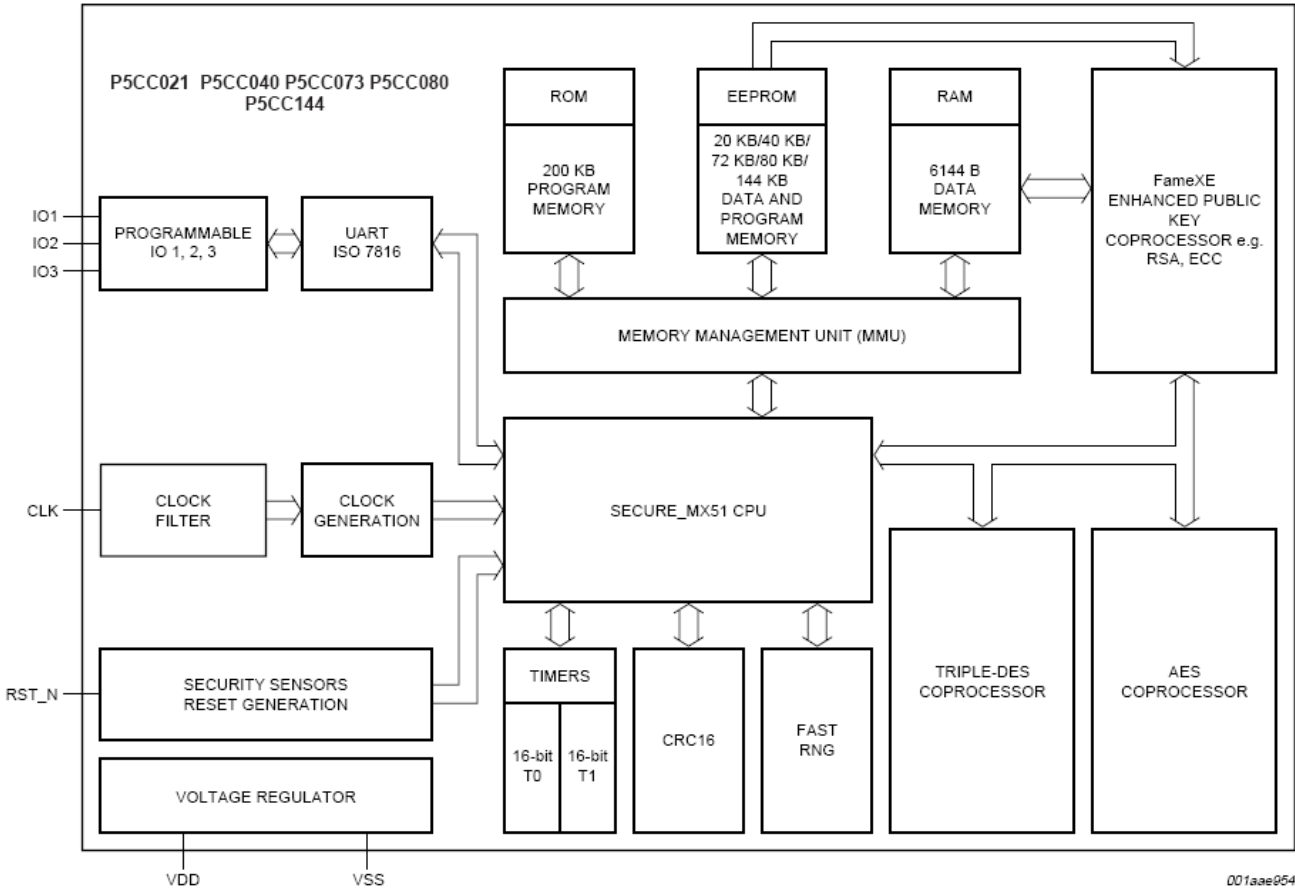 P5CC021 P5CC040 P5CC073 P5CC080
P5CC144
ROM
200 KB
PROGRAM
MEMORY
EEPROM
20 KB/40 KB/
72 KB/80 KB/
144 KB
DATA AND
PROGRAM
MEMORY
RAM
6144 B
DATA
MEMORY
FameXE
ENHANCED PUBLIC
KEY
COPROCESSOR e.g.
RSA, ECC
IO1
IO2
IO3
PROGRAMMABLE
IO 1, 2, 3
UART
ISO 7816
MEMORY MANAGEMENT UNIT (MMU)
CLK
CLOCK
FILTER
CLOCK
GENERATION
SECURE_MX51 CPU
RST_N
SECURITY SENSORS
RESET GENERATION
TIMERS
16-bit
T0
16-bit
T1
CRC16
FAST
RNG
TRIPLE-DES
COPROCESSOR
AES
COPROCESSOR
VOLTAGE REGULATOR
VDD
VSS
001aae954